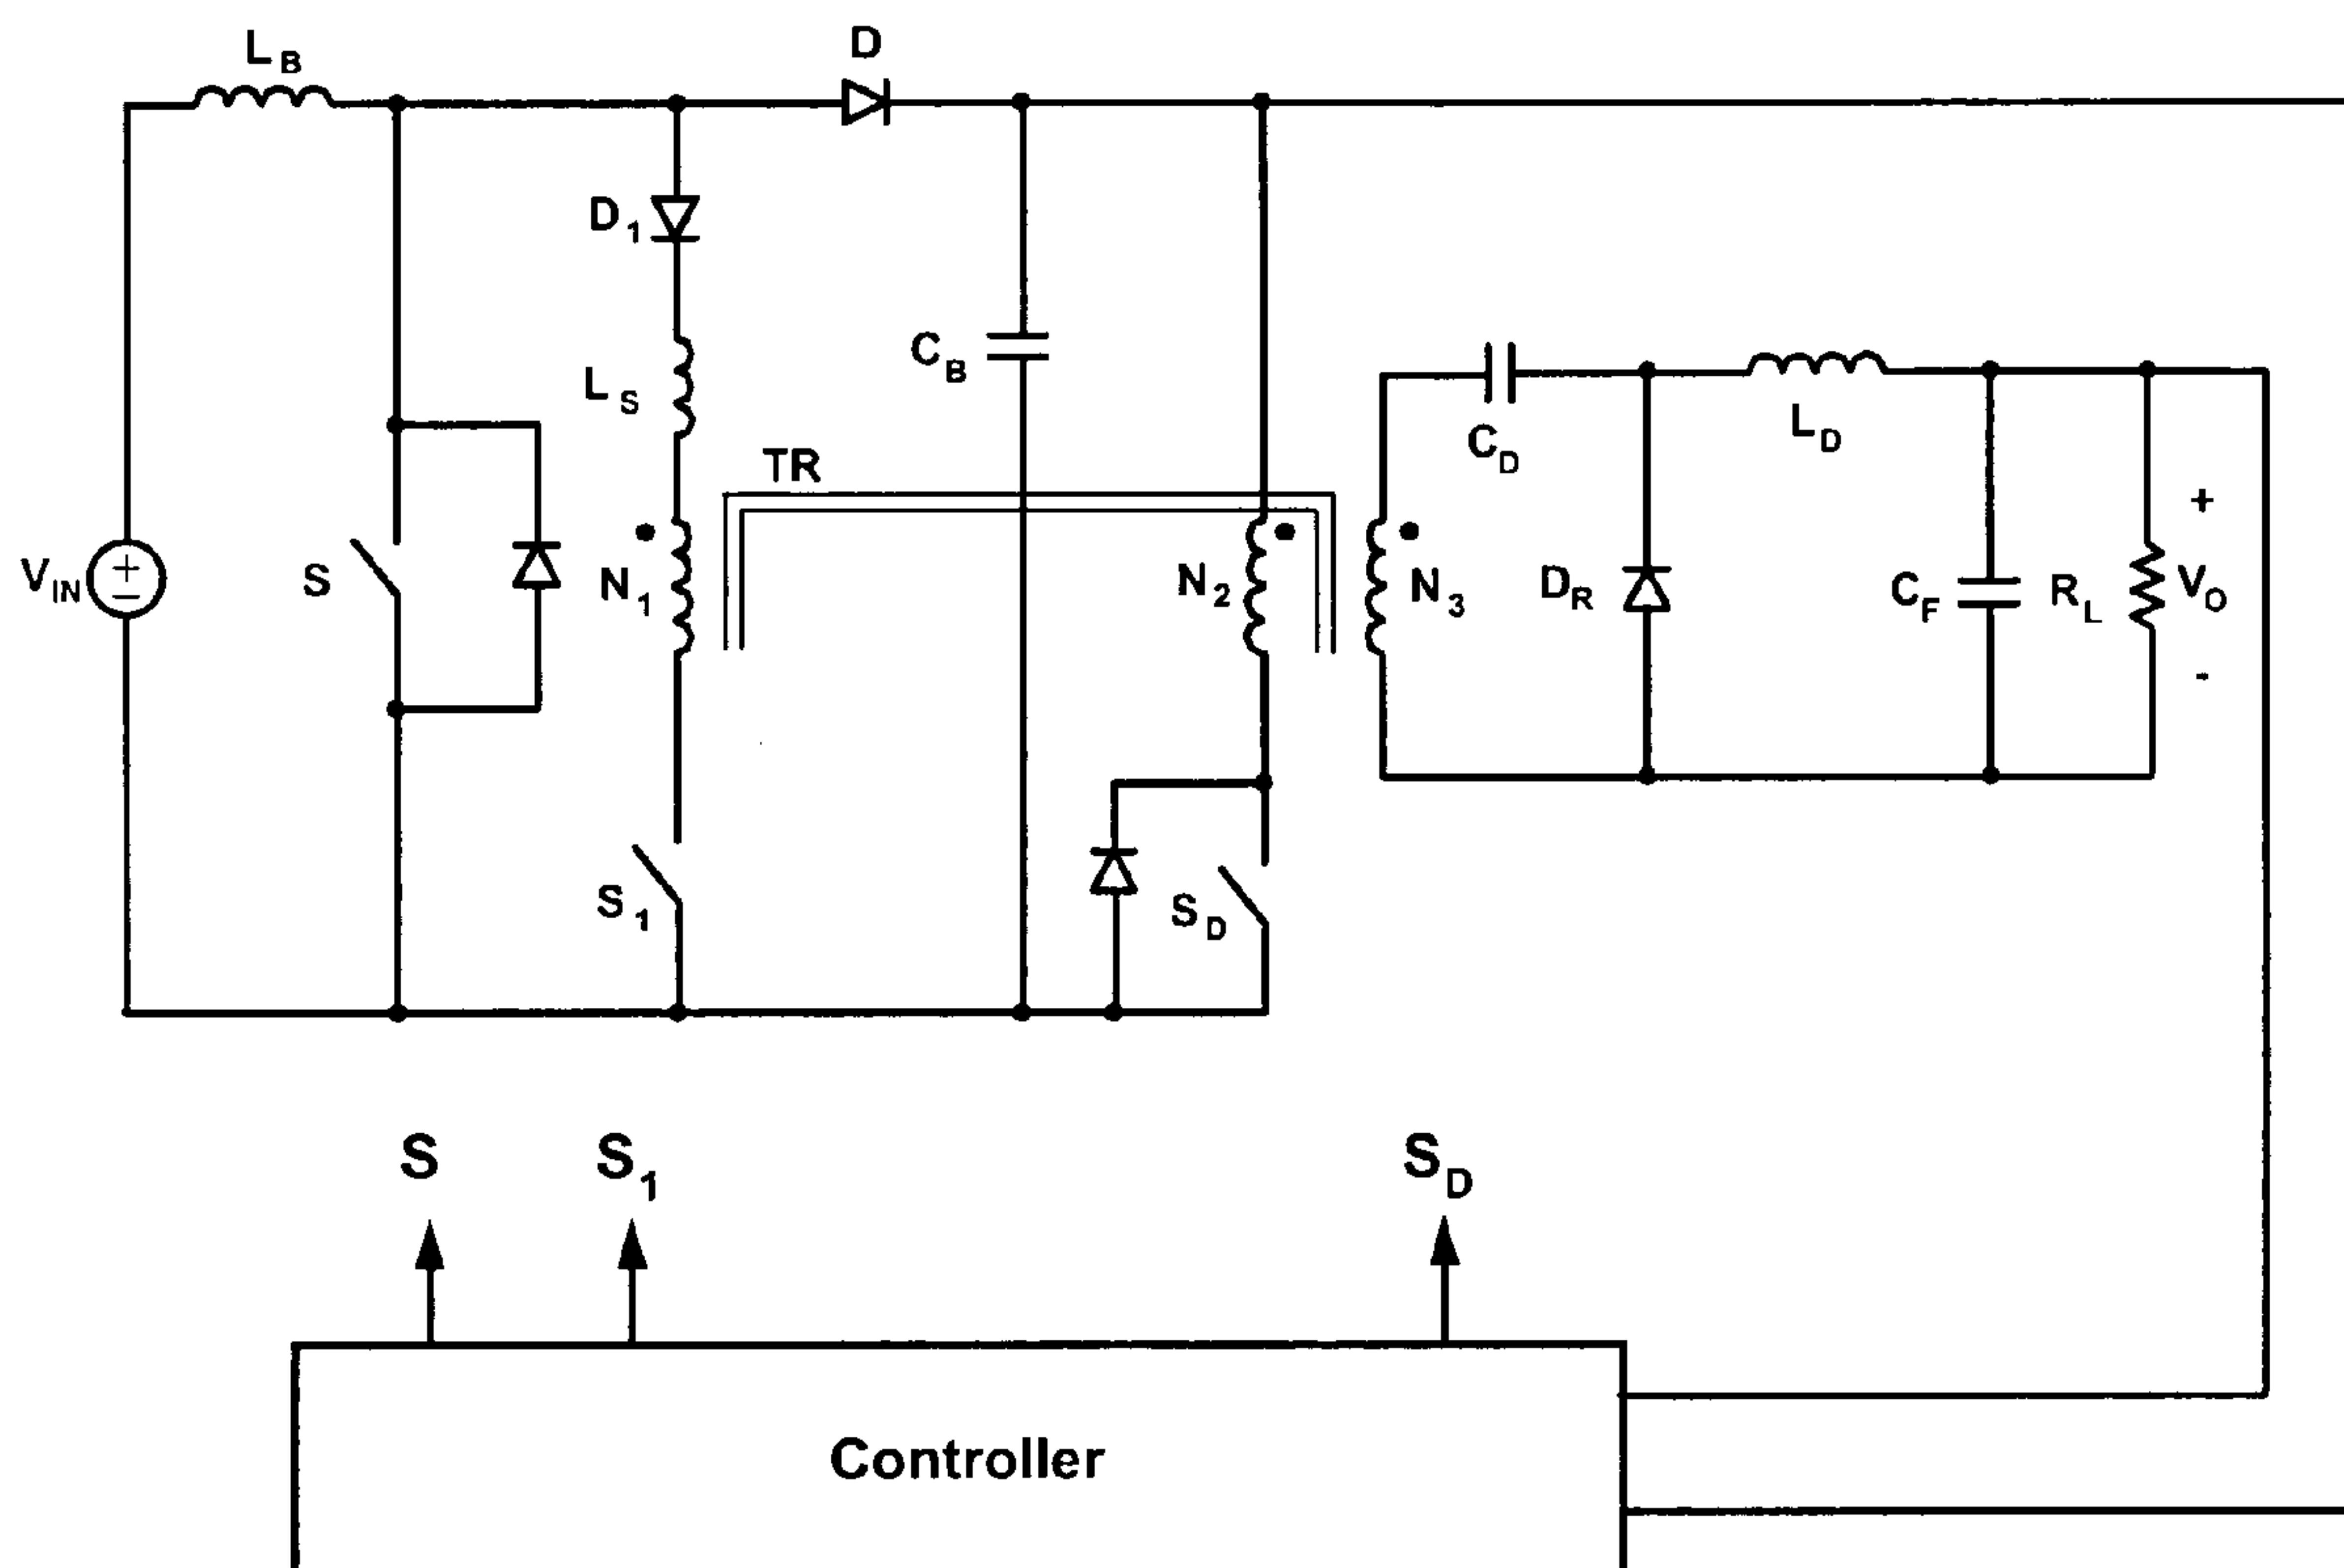 L_B
D
D_1
L_S
C_B
TR
C_D
L_D
+
V_IN
+
−
S
N_1
N_2
N_3
D_R
C_F
R_L
V_O
-
S_1
S_D
S
S_1
S_D
Controller